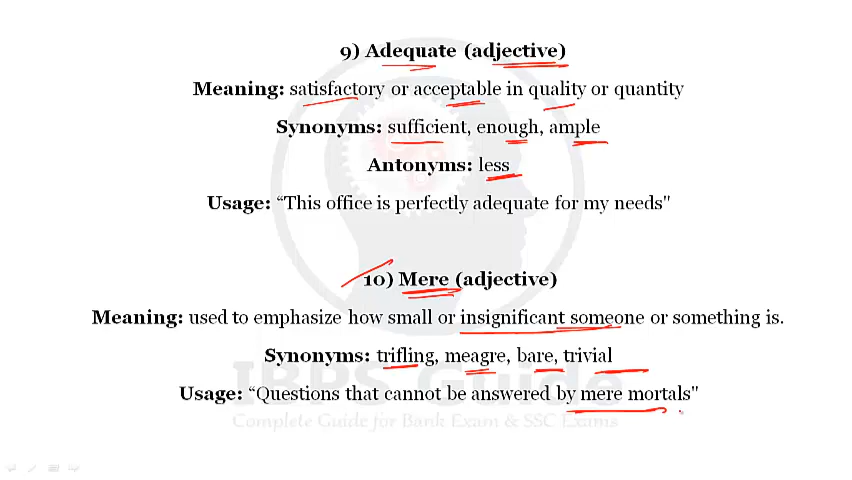 9) Adequate (adjective)
Meaning: satisfactory or acceptable in quality or quantity
Synonyms: sufficient, enough, ample
Antonyms: less
Usage: “This office is perfectly adequate for my needs"
10) Mere (adjective)
Meaning: used to emphasize how small or insignificant someone or something is.
Synonyms: trifling, meagre, bare, trivial
IBPS Guide
Usage: “Questions that cannot be answered by mere mortals"
Complete Guide for Bank Exam & SSC Exams